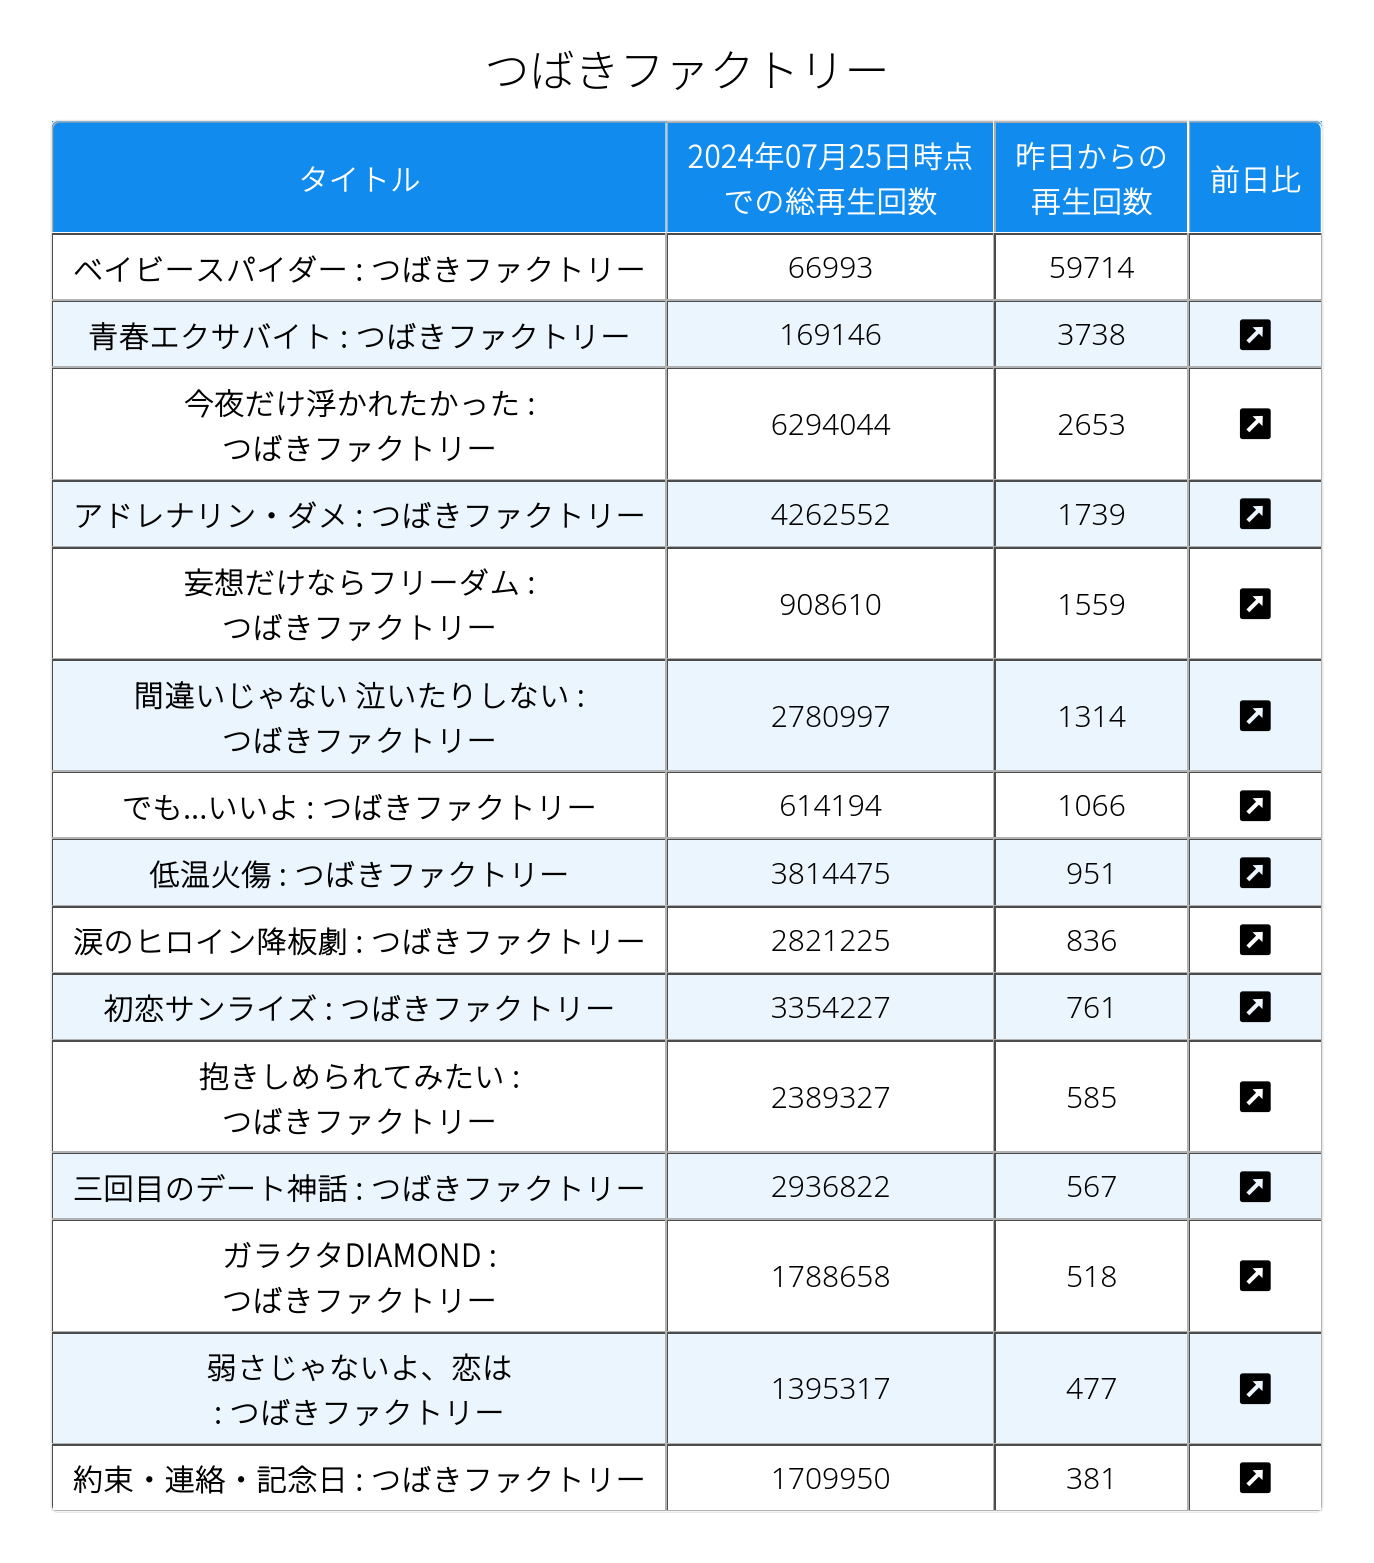 つばきファクトリー
タイトル
2024年07月25日時点
での総再生回数
昨日からの
再生回数
前日比
ベイビースパイダー : つばきファクトリー
66993
59714
青春エクサバイト : つばきファクトリー
169146
3738
今夜だけ浮かれたかった :
つばきファクトリー
6294044
2653
アドレナリン・ダメ : つばきファクトリー
4262552
1739
妄想だけならフリーダム :
つばきファクトリー
908610
1559
間違いじゃない 泣いたりしない :
つばきファクトリー
2780997
1314
でも...いいよ : つばきファクトリー
614194
1066
低温火傷 : つばきファクトリー
3814475
951
涙のヒロイン降板劇 : つばきファクトリー
2821225
836
初恋サンライズ : つばきファクトリー
3354227
761
抱きしめられてみたい :
つばきファクトリー
2389327
585
三回目のデート神話 : つばきファクトリー
2936822
567
ガラクタDIAMOND :
つばきファクトリー
1788658
518
弱さじゃないよ、恋は
: つばきファクトリー
1395317
477
約束・連絡・記念日 : つばきファクトリー
1709950
381